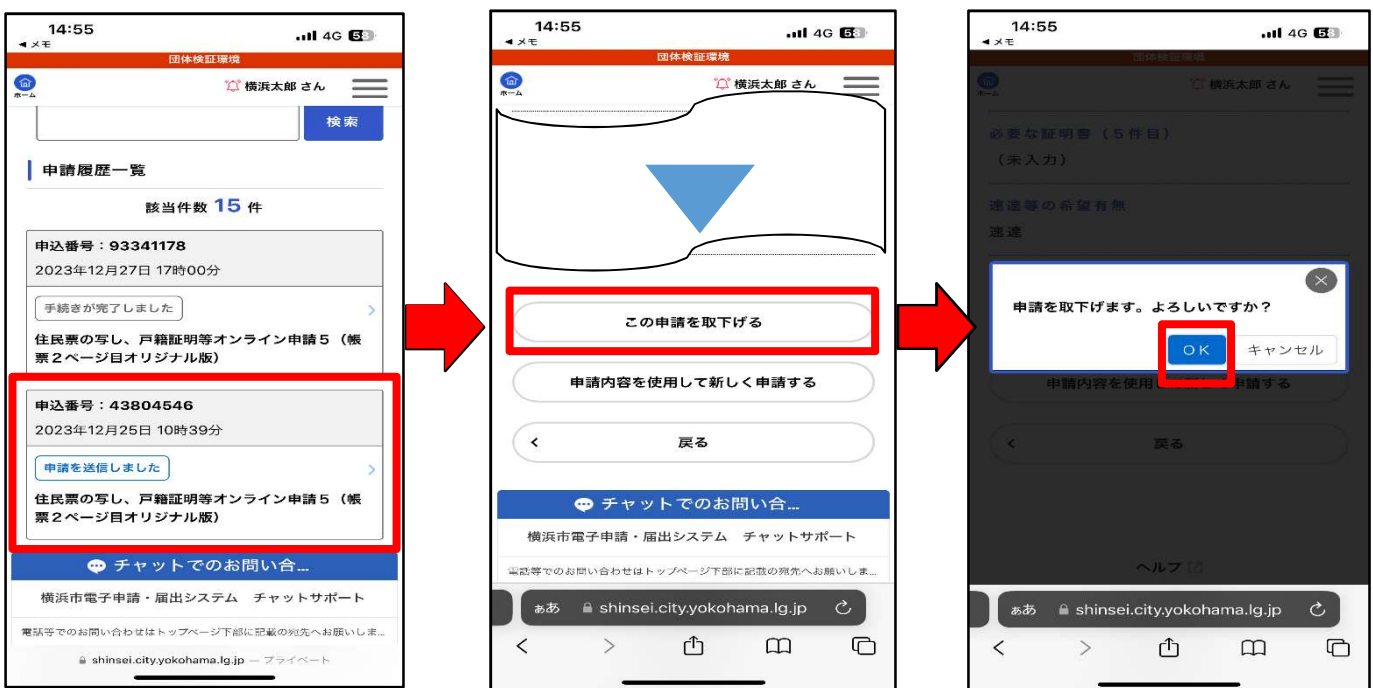 14:55
◀ メモ
4G 53
団体検証環境
ホーム
横浜太郎 さん
検索
申請履歴一覧
該当件数 15 件
申込番号：93341178
2023年12月27日 17時00分
手続きが完了しました
住民票の写し、戸籍証明等オンライン申請５（帳
票２ページ目オリジナル版）
申込番号：43804546
2023年12月25日 10時39分
申請を送信しました
住民票の写し、戸籍証明等オンライン申請５（帳
票２ページ目オリジナル版）
チャットでのお問い合...
横浜市電子申請・届出システム　チャットサポート
電話等でのお問い合わせはトップページ下部に記載の宛先へお願いしま...
shinsei.city.yokohama.lg.jp — プライベート
14:55
◀ メモ
4G 53
団体検証環境
ホーム
横浜太郎 さん
この申請を取下げる
申請内容を使用して新しく申請する
戻る
チャットでのお問い合...
横浜市電子申請・届出システム　チャットサポート
電話等でのお問い合わせはトップページ下部に記載の宛先へお願いしま...
ぁあ shinsei.city.yokohama.lg.jp
14:55
◀ メモ
4G 53
団体検証環境
ホーム
横浜太郎 さん
必要な証明書（５件目）
（未入力）
速達等の希望有無
速達
申請を取下げます。よろしいですか？
ＯＫ キャンセル
申請内容を使用し 申請する
戻る
ヘルプ
ぁあ shinsei.city.yokohama.lg.jp